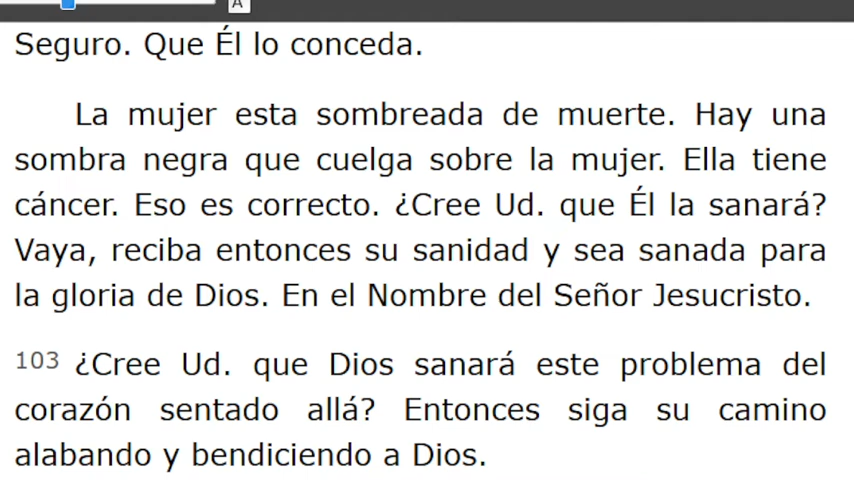 A
Seguro. Que Él lo conceda.
La mujer esta sombreada de muerte. Hay una
sombra negra que cuelga sobre la mujer. Ella tiene
cáncer. Eso es correcto. ¿Cree Ud. que Él la sanará?
Vaya, reciba entonces su sanidad y sea sanada para
la gloria de Dios. En el Nombre del Señor Jesucristo.
103 ¿Cree Ud. que Dios sanará este problema del
corazón sentado allá? Entonces siga su camino
alabando y bendiciendo a Dios.